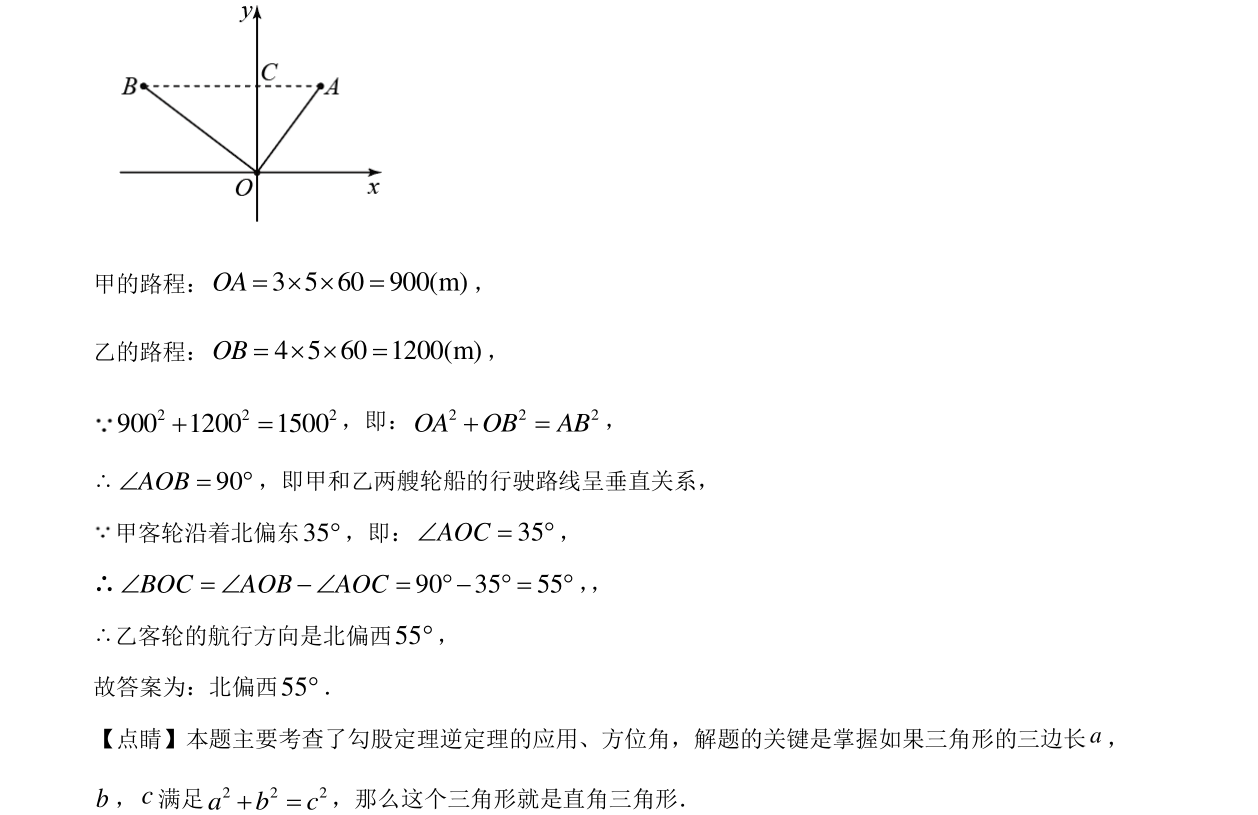 y
B
C
A
O
x
甲的路程：OA＝3×5×60＝900(m)，
乙的路程：OB＝4×5×60＝1200(m)，
∵900²+1200²＝1500²，即：OA²+OB²＝AB²，
∴∠AOB＝90°，即甲和乙两艘轮船的行驶路线呈垂直关系，
∵甲客轮沿着北偏东35°，即：∠AOC＝35°，
∴∠BOC＝∠AOB−∠AOC＝90°−35°＝55°，，
∴乙客轮的航行方向是北偏西55°，
故答案为：北偏西55°．
【点睛】本题主要考查了勾股定理逆定理的应用、方位角，解题的关键是掌握如果三角形的三边长a，
b，c满足a²+b²＝c²，那么这个三角形就是直角三角形．